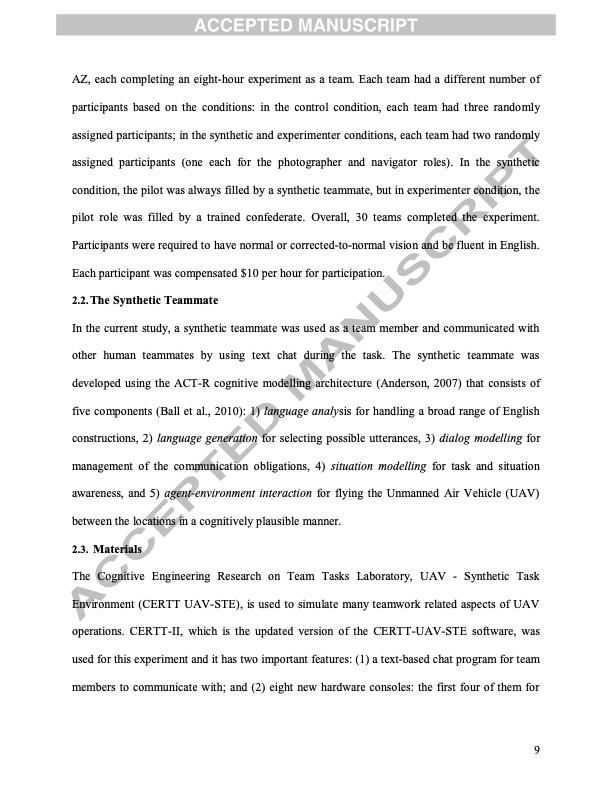 ACCEPTED MANUSCRIPT
AZ, each completing an eight-hour experiment as a team. Each team had a different number of
participants based on the conditions: in the control condition, each team had three randomly
assigned participants; in the synthetic and experimenter conditions, each team had two randomly
assigned participants (one each for the photographer and navigator roles). In the synthetic
condition, the pilot was always filled by a synthetic teammate, but in experimenter condition, the
pilot role was filled by a trained confederate. Overall, 30 teams completed the experiment.
Participants were required to have normal or corrected-to-normal vision and be fluent in English.
Each participant was compensated $10 per hour for participation.
2.2. The Synthetic Teammate
In the current study, a synthetic teammate was used as a team member and communicated with
other human teammates by using text chat during the task. The synthetic teammate was
developed using the ACT-R cognitive modelling architecture (Anderson, 2007) that consists of
five components (Ball et al., 2010): 1) language analysis for handling a broad range of English
constructions, 2) language generation for selecting possible utterances, 3) dialog modelling for
management of the communication obligations, 4) situation modelling for task and situation
awareness, and 5) agent-environment interaction for flying the Unmanned Air Vehicle (UAV)
between the locations in a cognitively plausible manner.
2.3. Materials
The Cognitive Engineering Research on Team Tasks Laboratory, UAV - Synthetic Task
Environment (CERTT UAV-STE), is used to simulate many teamwork related aspects of UAV
operations. CERTT-II, which is the updated version of the CERTT-UAV-STE software, was
used for this experiment and it has two important features: (1) a text-based chat program for team
members to communicate with; and (2) eight new hardware consoles: the first four of them for
9
ACCEPTED MANUSCRIPT